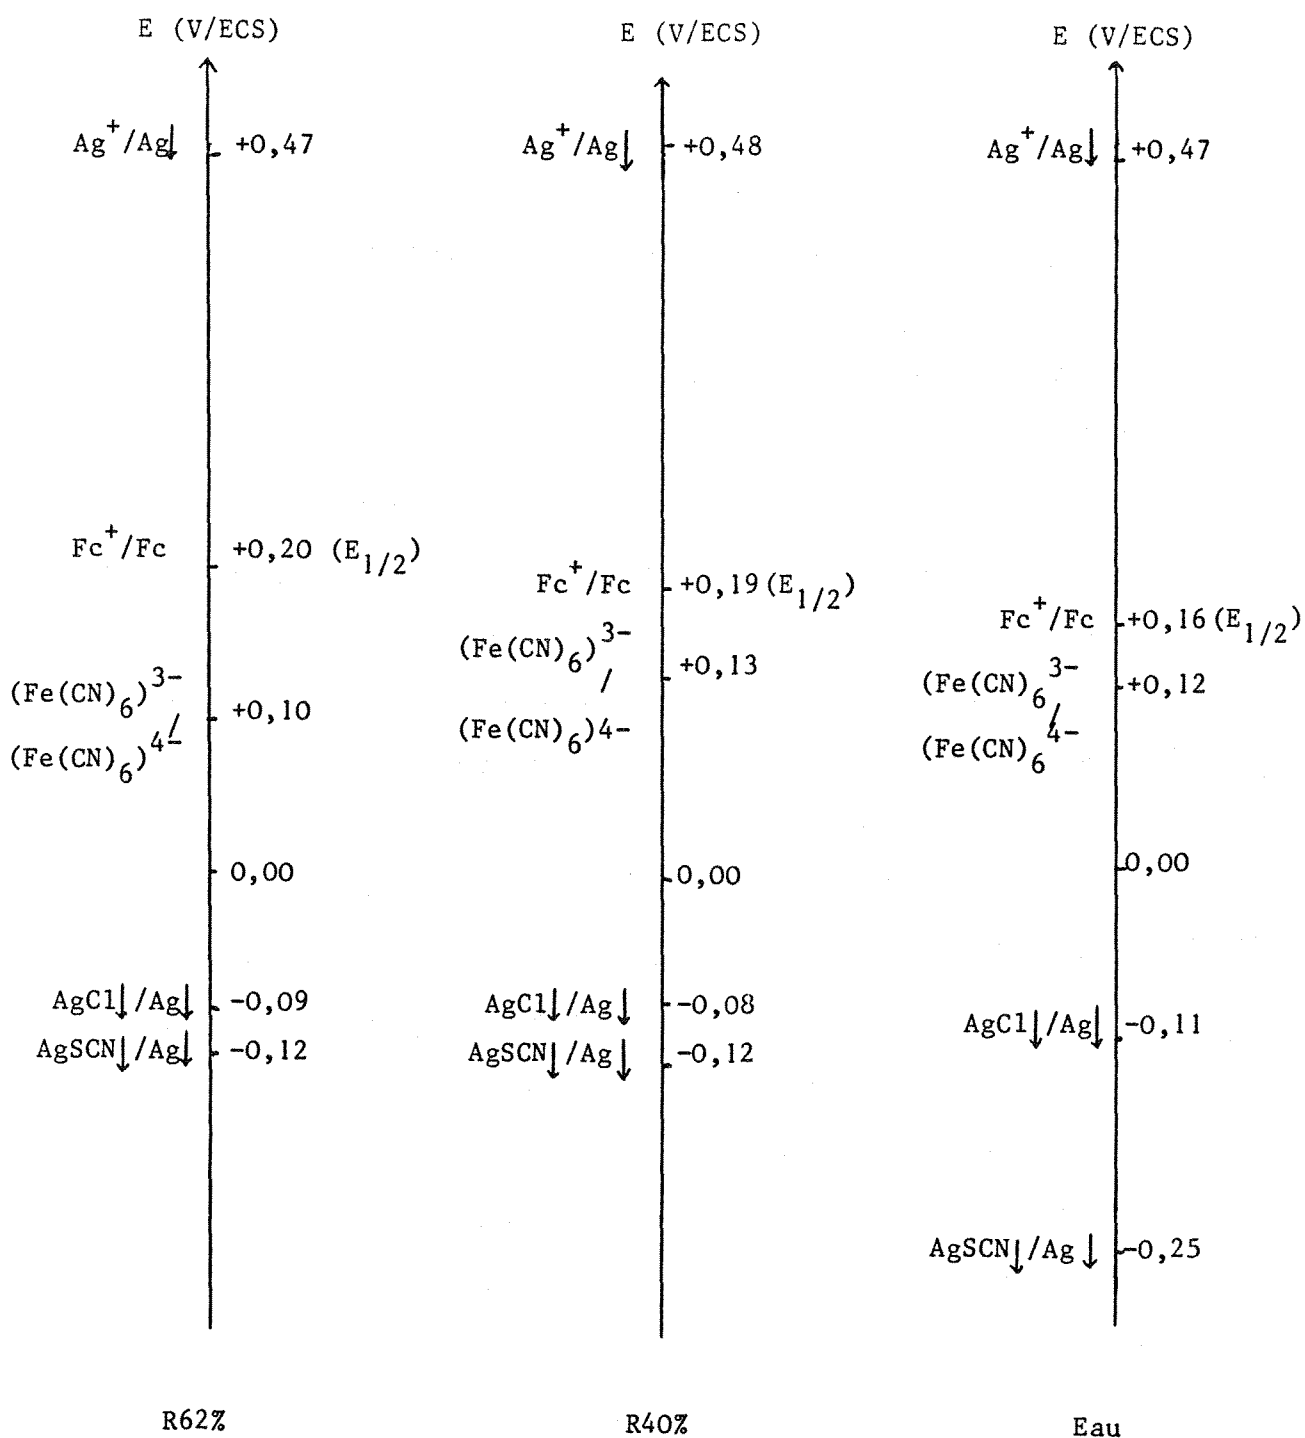 E (V/ECS)
Ag⁺/Ag↓ +0,47
Fc⁺/Fc +0,20 (E1/2)
(Fe(CN)6)3-
/
+0,10
(Fe(CN)6)4-
0,00
AgCl↓/Ag↓ -0,09
AgSCN↓/Ag↓ -0,12
R62%
E (V/ECS)
Ag⁺/Ag↓ +0,48
Fc⁺/Fc +0,19 (E1/2)
(Fe(CN)6)3-
/
+0,13
(Fe(CN)6)4-
0,00
AgCl↓/Ag↓ -0,08
AgSCN↓/Ag↓ -0,12
R40%
E (V/ECS)
Ag⁺/Ag↓ +0,47
Fc⁺/Fc +0,16 (E1/2)
(Fe(CN)6 3-
/
+0,12
(Fe(CN)6 4-
0,00
AgCl↓/Ag↓ -0,11
AgSCN↓/Ag↓ -0,25
Eau